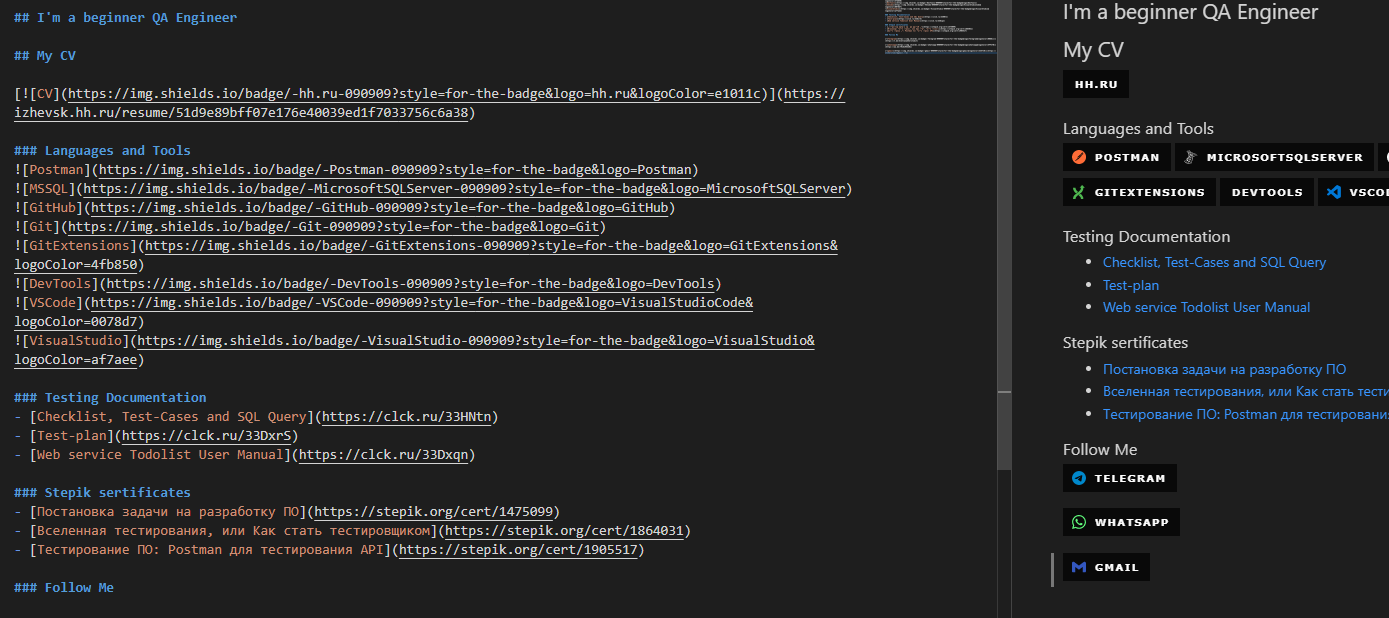 ## I'm a beginner QA Engineer
## My CV
[![CV](https://img.shields.io/badge/-hh.ru-090909?style=for-the-badge&logo=hh.ru&logoColor=e1011c)](https://
izhevsk.hh.ru/resume/51d9e89bff07e176e40039ed1f7033756c6a38)
### Languages and Tools
![Postman](https://img.shields.io/badge/-Postman-090909?style=for-the-badge&logo=Postman)
![MSSQL](https://img.shields.io/badge/-MicrosoftSQLServer-090909?style=for-the-badge&logo=MicrosoftSQLServer)
![GitHub](https://img.shields.io/badge/-GitHub-090909?style=for-the-badge&logo=GitHub)
![Git](https://img.shields.io/badge/-Git-090909?style=for-the-badge&logo=Git)
![GitExtensions](https://img.shields.io/badge/-GitExtensions-090909?style=for-the-badge&logo=GitExtensions&
logoColor=4fb850)
![DevTools](https://img.shields.io/badge/-DevTools-090909?style=for-the-badge&logo=DevTools)
![VSCode](https://img.shields.io/badge/-VSCode-090909?style=for-the-badge&logo=VisualStudioCode&
logoColor=0078d7)
![VisualStudio](https://img.shields.io/badge/-VisualStudio-090909?style=for-the-badge&logo=VisualStudio&
logoColor=af7aee)
### Testing Documentation
- [Checklist, Test-Cases and SQL Query](https://clck.ru/33HNtn)
- [Test-plan](https://clck.ru/33DxrS)
- [Web service Todolist User Manual](https://clck.ru/33Dxqn)
### Stepik sertificates
- [Постановка задачи на разработку ПО](https://stepik.org/cert/1475099)
- [Вселенная тестирования, или Как стать тестировщиком](https://stepik.org/cert/1864031)
- [Тестирование ПО: Postman для тестирования API](https://stepik.org/cert/1905517)
### Follow Me
I'm a beginner QA Engineer
My CV
HH.RU
Languages and Tools
POSTMAN MICROSOFTSQLSERVER
GITEXTENSIONS DEVTOOLS VSCO
Testing Documentation
Checklist, Test-Cases and SQL Query
Test-plan
Web service Todolist User Manual
Stepik sertificates
Постановка задачи на разработку ПО
Вселенная тестирования, или Как стать тести
Тестирование ПО: Postman для тестировани
Follow Me
TELEGRAM
WHATSAPP
GMAIL